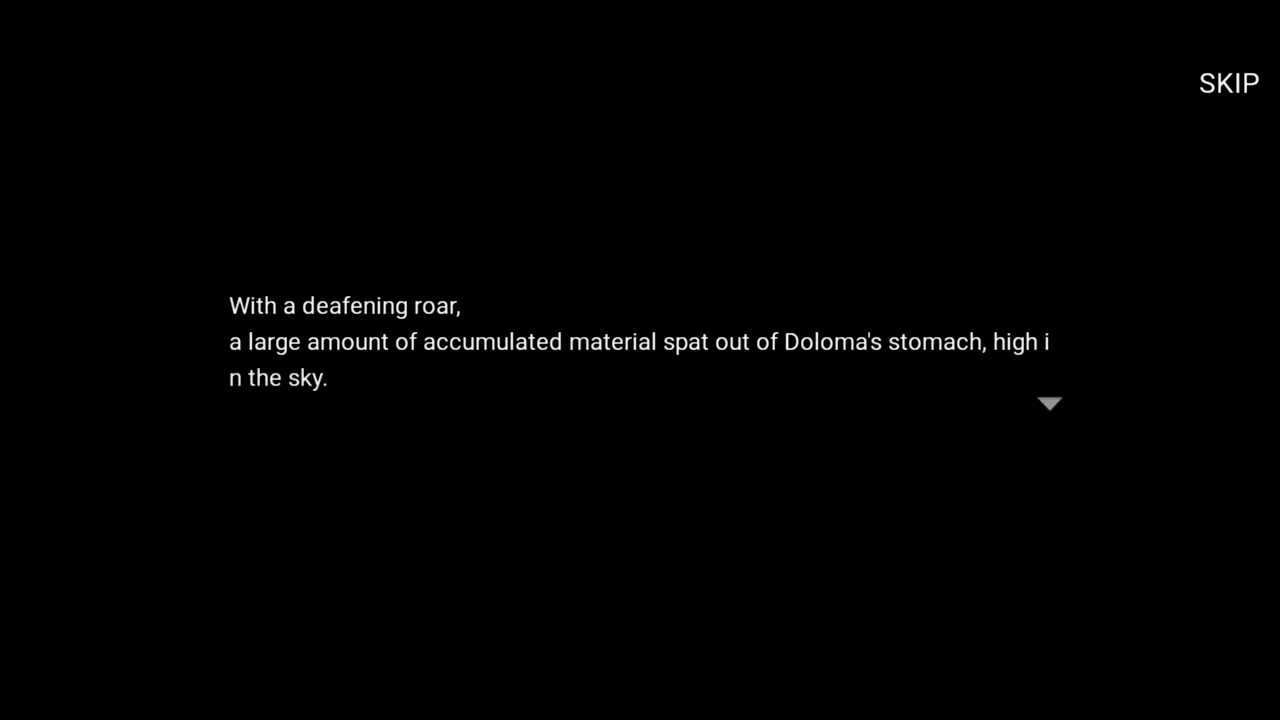 SKIP
With a deafening roar,
a large amount of accumulated material spat out of Doloma's stomach, high i
n the sky.